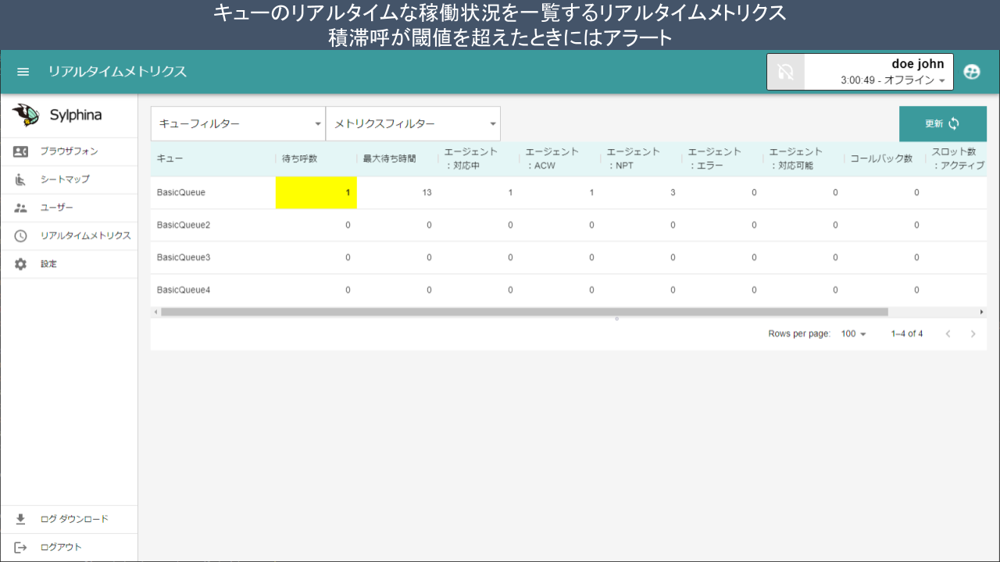 キューのリアルタイムな稼働状況を一覧するリアルタイムメトリクス
積滞呼が閾値を超えたときにはアラート
リアルタイムメトリクス
doe john
3:00:49 - オフライン
Sylphina
ブラウザフォン
シートマップ
ユーザー
リアルタイムメトリクス
設定
ログ ダウンロード
ログアウト
キューフィルター メトリクスフィルター 更新
キュー 待ち呼数 最大待ち時間 エージェント エージェント エージェント エージェント エージェント コールバック数 スロット数
：対応中 ：ACW ：NPT ：エラー ：対応可能 ：アクティブ
BasicQueue 1 13 1 1 3 0 0 0
BasicQueue2 0 0 0 0 0 0 0 0
BasicQueue3 0 0 0 0 0 0 0 0
BasicQueue4 0 0 0 0 0 0 0 0
Rows per page: 100 1–4 of 4